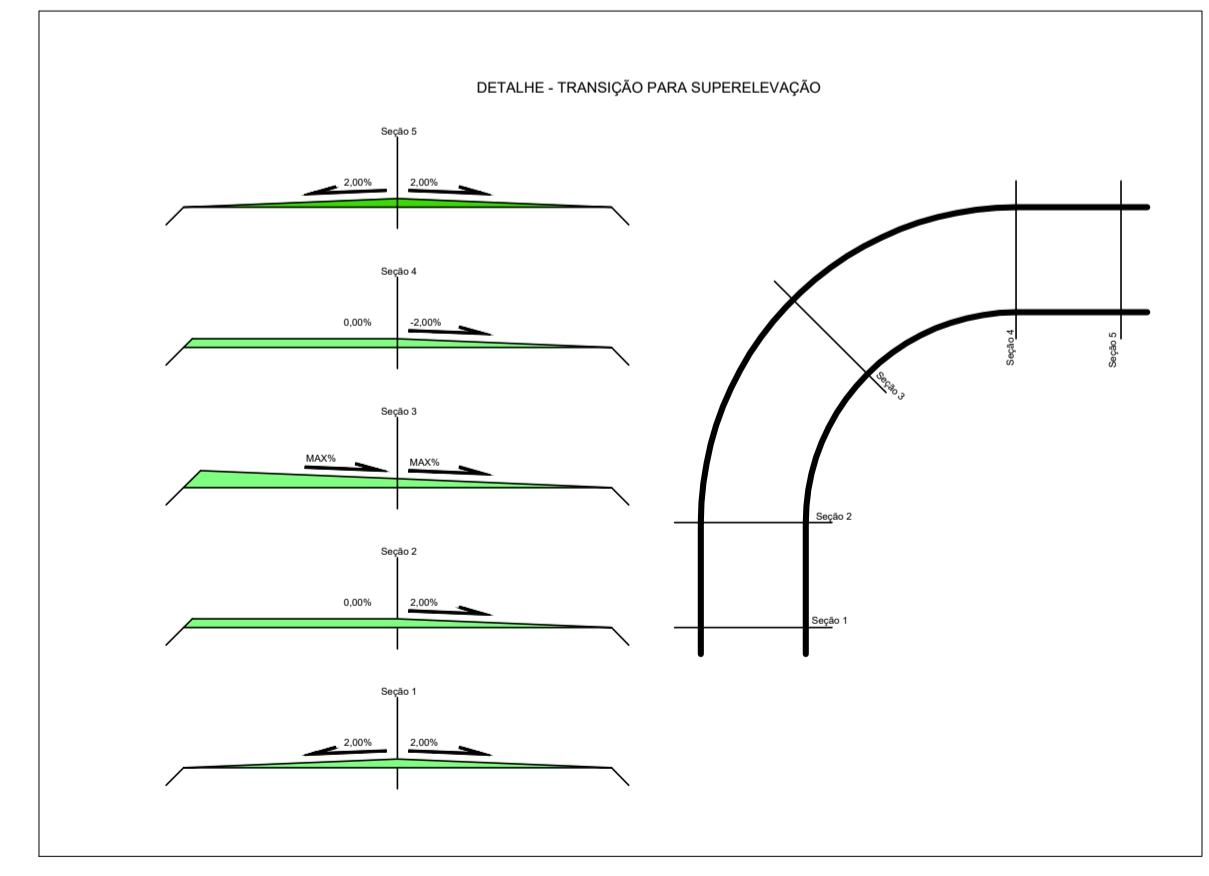 DETALHE - TRANSIÇÃO PARA SUPERELEVAÇÃO
Seção 5
2,00% 2,00%
Seção 4
0,00% -2,00%
Seção 3
MAX% MAX%
Seção 2
0,00% 2,00%
Seção 1
2,00% 2,00%
Seção 4
Seção 5
Seção 3
Seção 2
Seção 1